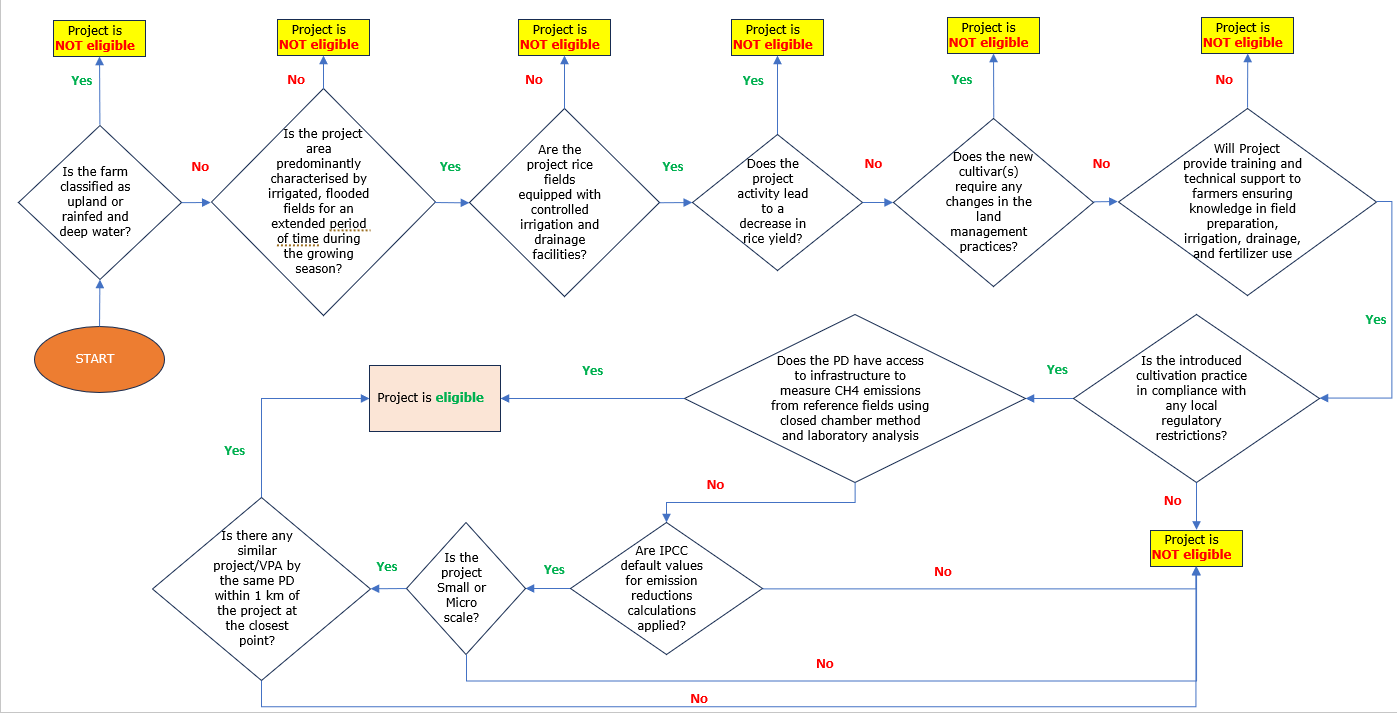 Project is
NOT eligible
Project is
NOT eligible
Project is
NOT eligible
Project is
NOT eligible
Project is
NOT eligible
Project is
NOT eligible
Yes
No
No
Yes
Yes
No
Is the farm
classified as
upland or
rainfed and
deep water?
No
Is the project
area
predominantly
characterised by
irrigated, flooded
fields for an
extended period
of time during
the growing
season?
Yes
Are the
project rice
fields
equipped with
controlled
irrigation and
drainage
facilities?
Yes
Does the
project
activity lead
to a
decrease in
rice yield?
No
Does the new
cultivar(s)
require any
changes in the
land
management
practices?
No
Will Project
provide training and
technical support to
farmers ensuring
knowledge in field
preparation,
irrigation, drainage,
and fertilizer use
Yes
START
Project is eligible
Yes
Does the PD have access
to infrastructure to
measure CH4 emissions
from reference fields using
closed chamber method
and laboratory analysis
Yes
Is the introduced
cultivation practice
in compliance with
any local
regulatory
restrictions?
Yes
No
No
Project is
NOT eligible
Is there any
similar
project/VPA by
the same PD
within 1 km of
the project at
the closest
point?
Yes
Is the
project
Small or
Micro
scale?
Yes
Are IPCC
default values
for emission
reductions
calculations
applied?
No
No
No